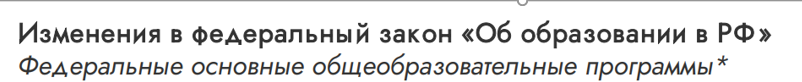 Изменения в федеральный закон «Об образовании в РФ»
Федеральные основные общеобразовательные программы*